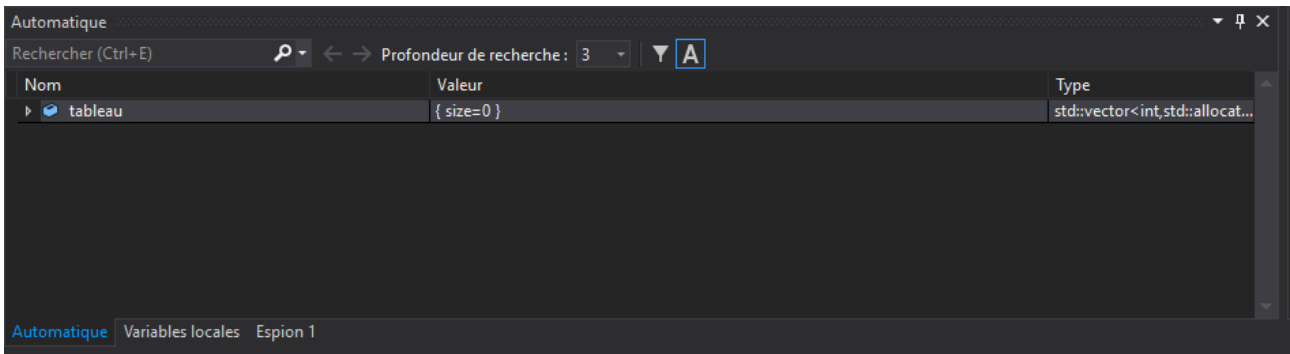 Automatique
Rechercher (Ctrl+E) Profondeur de recherche : 3 A
Nom Valeur Type
tableau { size=0 } std::vector<int,std::allocat...
Automatique Variables locales Espion 1